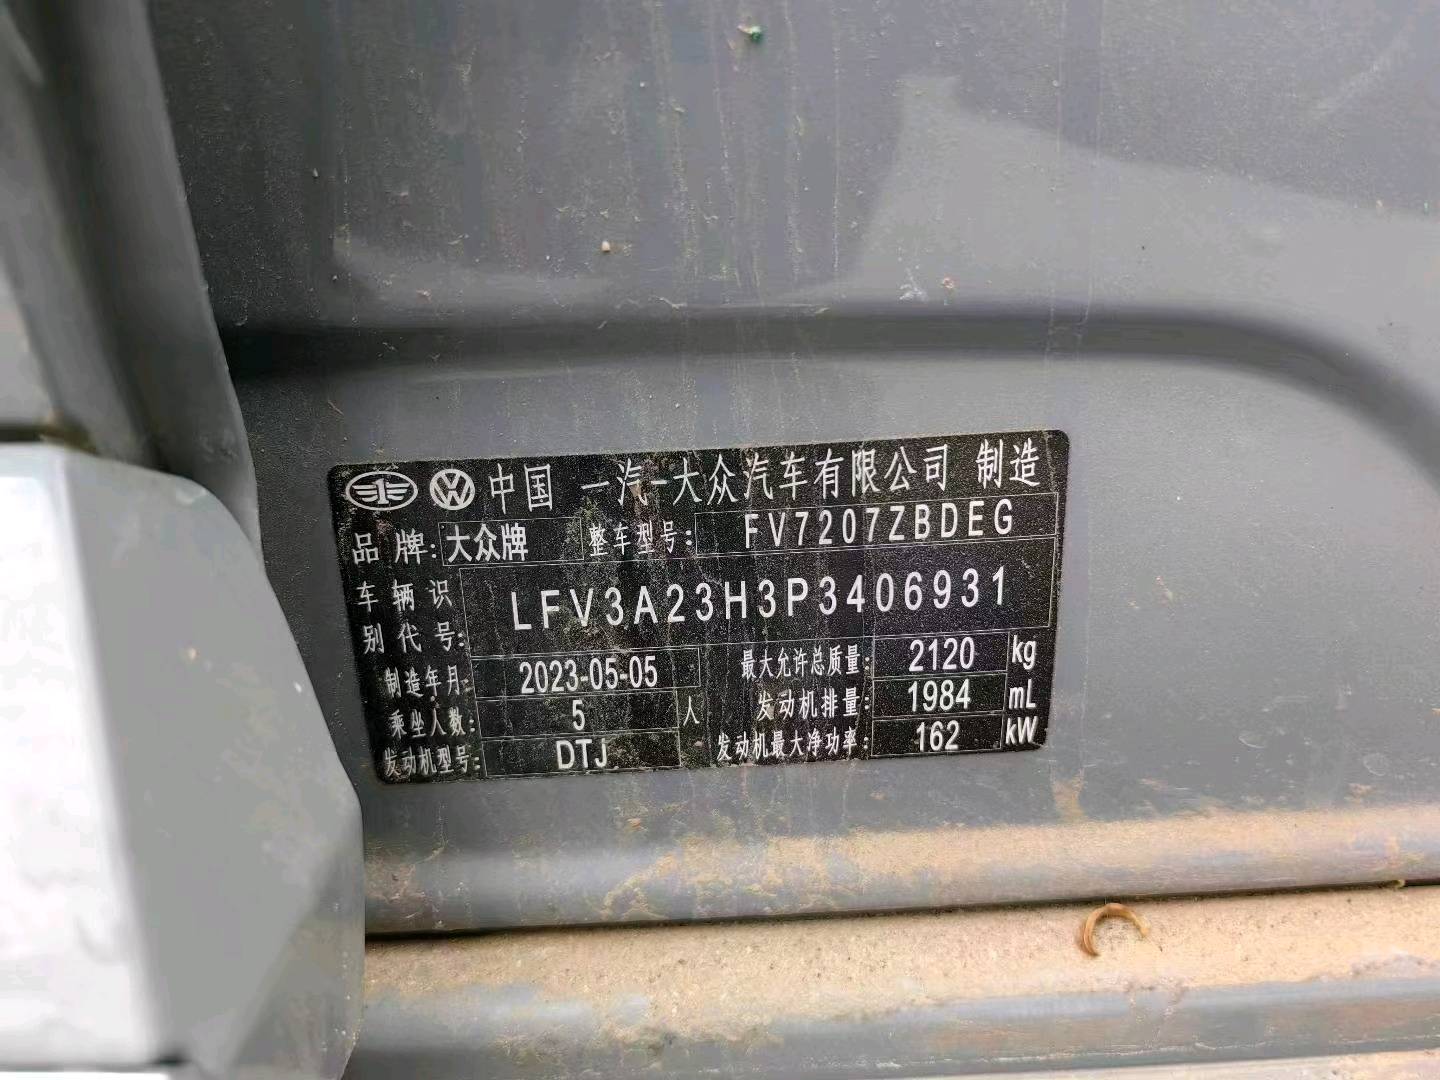 中国 一汽-大众汽车有限公司 制造
品牌: 大众牌 整车型号: FV7207ZBDEG
车辆识别代号: LFV3A23H3P3406931
制造年月: 2023-05-05 最大允许总质量: 2120 kg
乘坐人数: 5 人 发动机排量: 1984 mL
发动机型号: DTJ 发动机最大净功率: 162 kW